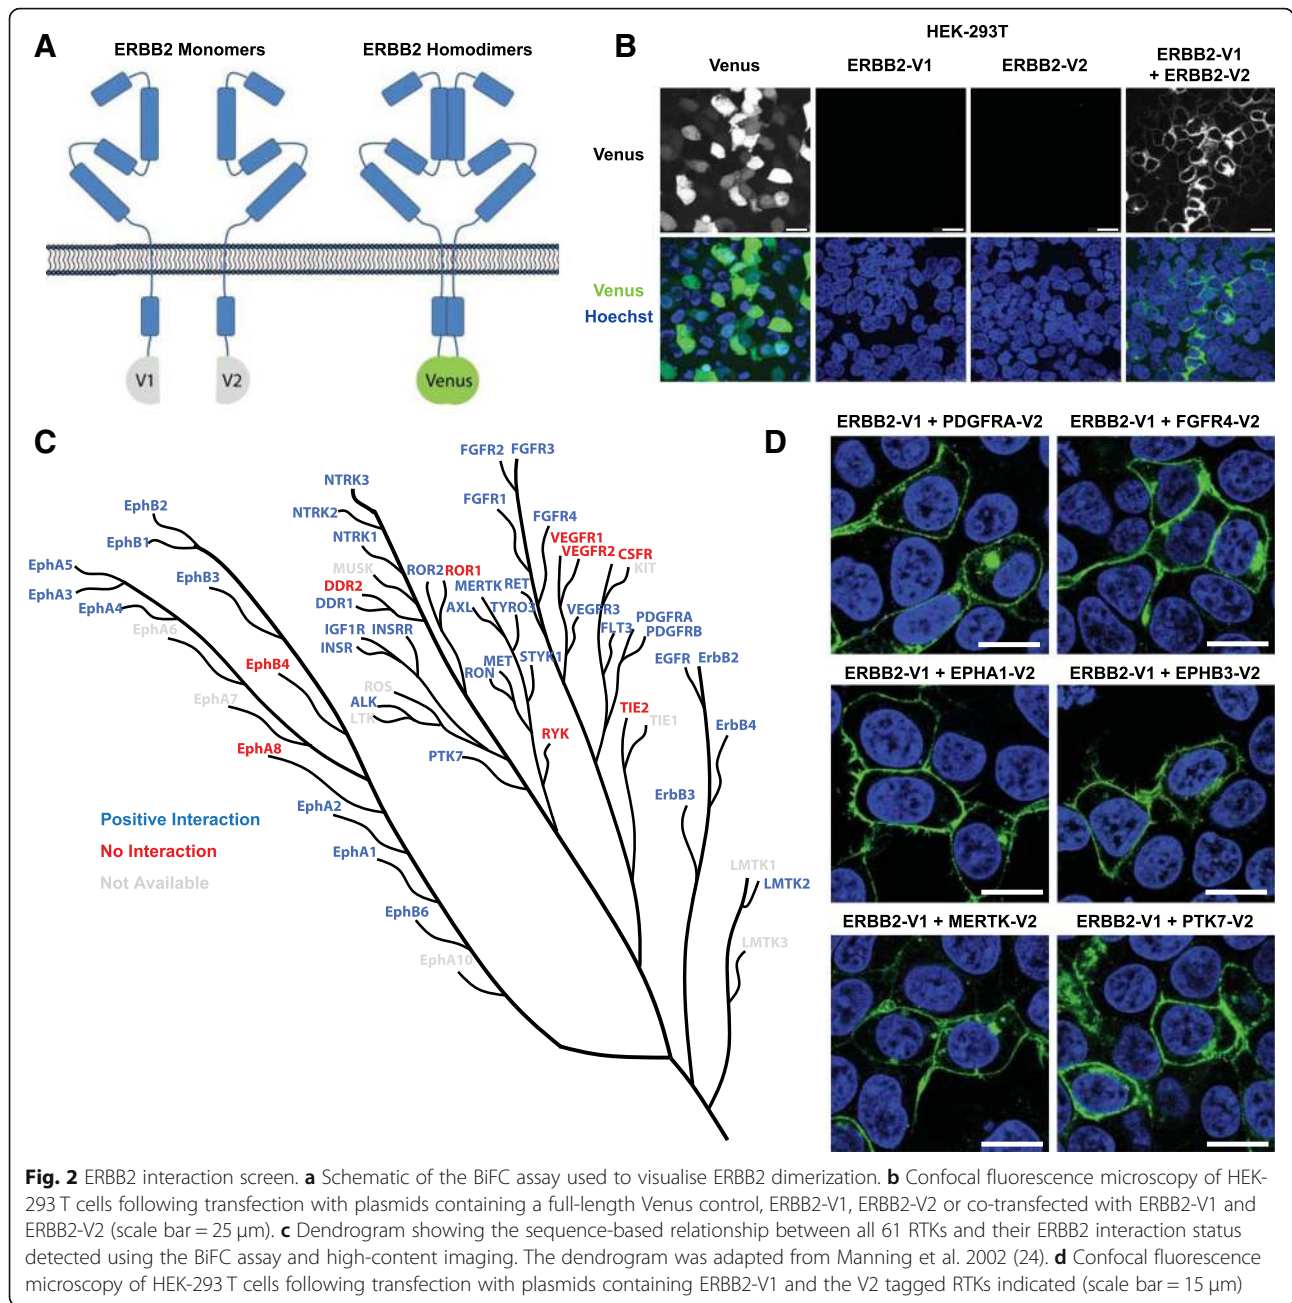 A
ERBB2 Monomers
ERBB2 Homodimers
V1
V2
Venus
B
HEK-293T
Venus
ERBB2-V1
ERBB2-V2
ERBB2-V1
+ ERBB2-V2
Venus
Venus
Hoechst
C
FGFR2
FGFR3
NTRK3
FGFR1
EphB2
NTRK2
FGFR4
EphB1
NTRK1
VEGFR1
VEGFR2
CSFR
EphA5
MUSK
ROR2
ROR1
KIT
EphB3
DDR2
MERTK
RET
EphA3
DDR1
AXL
TYRO3
VEGFR3
EphA4
PDGFRA
EphA6
IGF1R
INSRR
FLT3
PDGFRB
INSR
EphB4
MET
STYK1
EGFR
ErbB2
RON
EphA7
ROS
ALK
LTK
TIE2
TIE1
ErbB4
EphA8
RYK
PTK7
EphA2
ErbB3
Positive Interaction
No Interaction
Not Available
EphA1
LMTK1
LMTK2
EphB6
LMTK3
EphA10
D
ERBB2-V1 + PDGFRA-V2
ERBB2-V1 + FGFR4-V2
ERBB2-V1 + EPHA1-V2
ERBB2-V1 + EPHB3-V2
ERBB2-V1 + MERTK-V2
ERBB2-V1 + PTK7-V2
Fig. 2 ERBB2 interaction screen. a Schematic of the BiFC assay used to visualise ERBB2 dimerization. b Confocal fluorescence microscopy of HEK-
293 T cells following transfection with plasmids containing a full-length Venus control, ERBB2-V1, ERBB2-V2 or co-transfected with ERBB2-V1 and
ERBB2-V2 (scale bar = 25 μm). c Dendrogram showing the sequence-based relationship between all 61 RTKs and their ERBB2 interaction status
detected using the BiFC assay and high-content imaging. The dendrogram was adapted from Manning et al. 2002 (24). d Confocal fluorescence
microscopy of HEK-293 T cells following transfection with plasmids containing ERBB2-V1 and the V2 tagged RTKs indicated (scale bar = 15 μm)